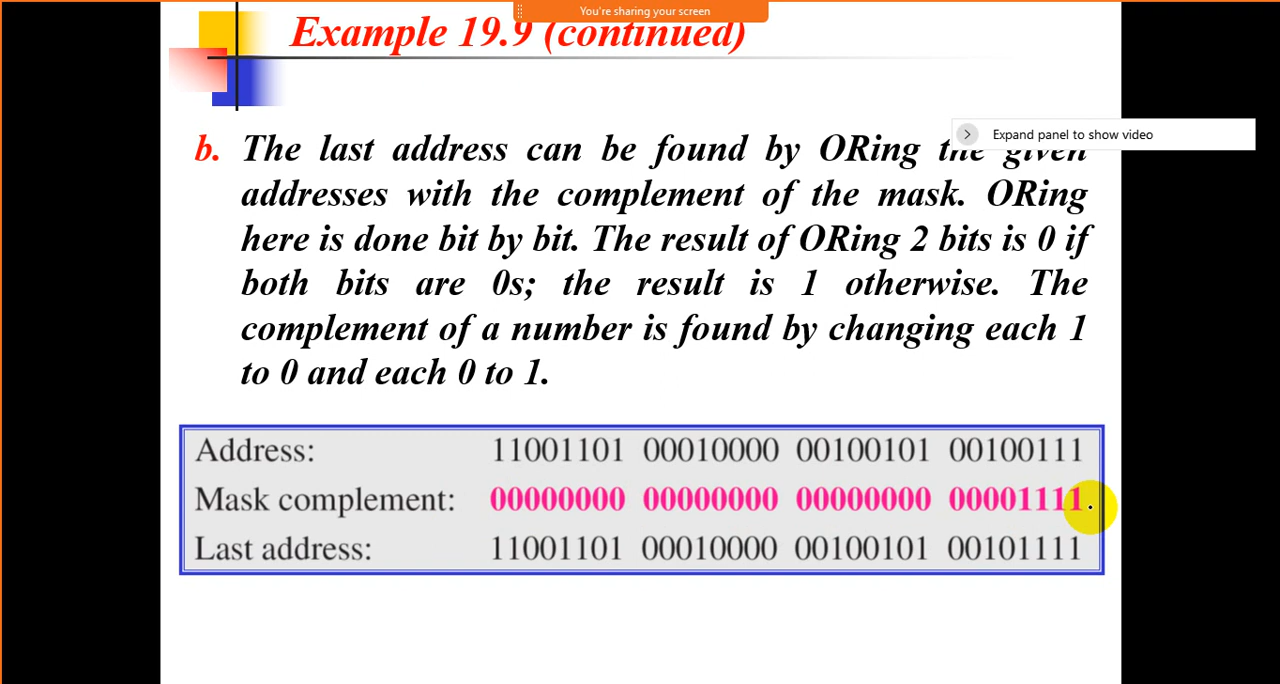 You're sharing your screen
Example 19.9 (continued)
Expand panel to show video
b. The last address can be found by ORing the given
addresses with the complement of the mask. ORing
here is done bit by bit. The result of ORing 2 bits is 0 if
both bits are 0s; the result is 1 otherwise. The
complement of a number is found by changing each 1
to 0 and each 0 to 1.
Address: 11001101 00010000 00100101 00100111
Mask complement: 00000000 00000000 00000000 00001111
Last address: 11001101 00010000 00100101 00101111